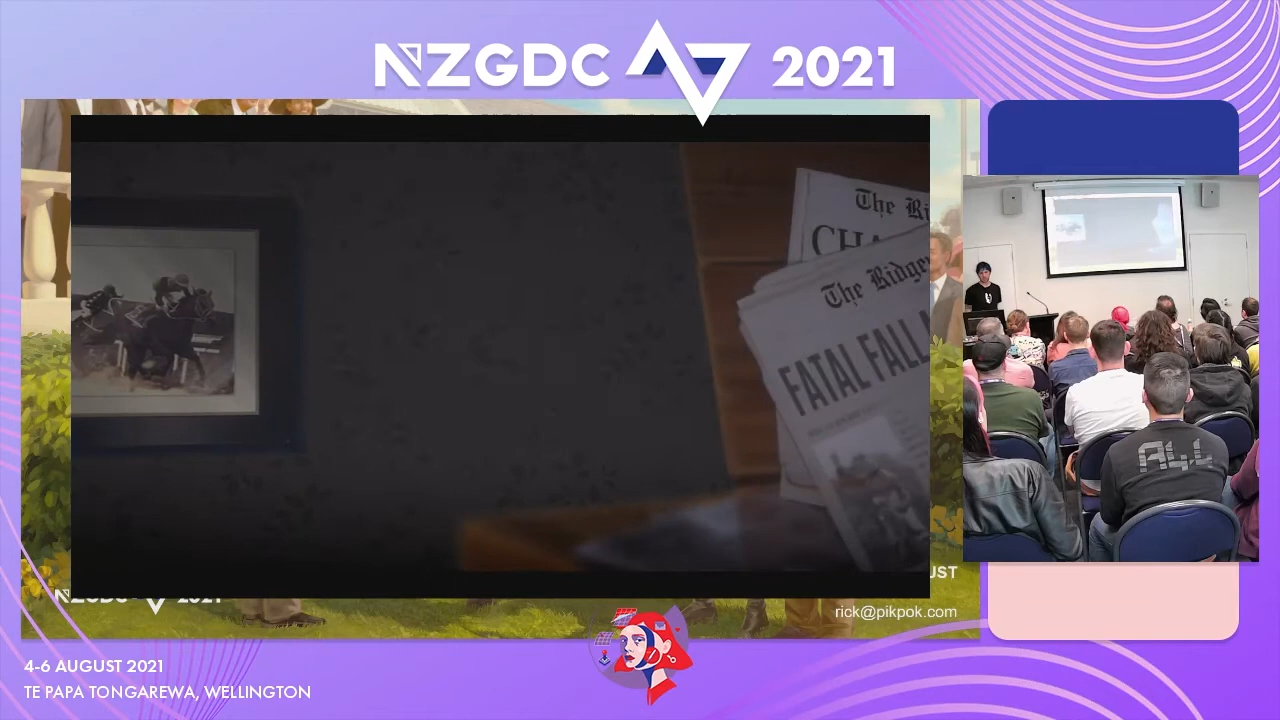 NZGDC 2021
The Ri
CHA
The Ridge
FATAL FALL
UST
rick@pikpok.com
4-6 AUGUST 2021
TE PAPA TONGAREWA, WELLINGTON